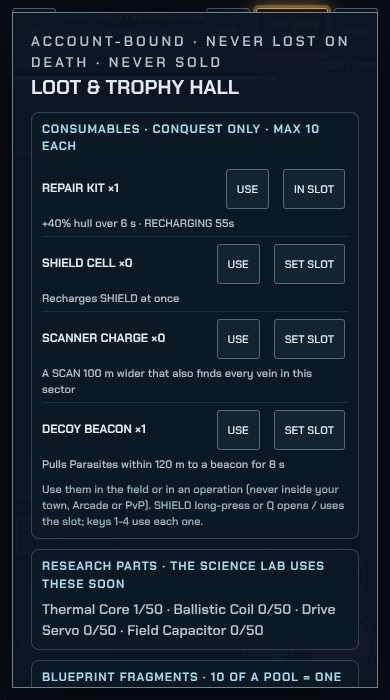 ACCOUNT-BOUND · NEVER LOST ON
DEATH · NEVER SOLD
LOOT & TROPHY HALL
CONSUMABLES · CONQUEST ONLY · MAX 10
EACH
REPAIR KIT ×1
USE
IN SLOT
+40% hull over 6 s · RECHARGING 55s
SHIELD CELL ×0
USE
SET SLOT
Recharges SHIELD at once
SCANNER CHARGE ×0
USE
SET SLOT
A SCAN 100 m wider that also finds every vein in this
sector
DECOY BEACON ×1
USE
SET SLOT
Pulls Parasites within 120 m to a beacon for 8 s
Use them in the field or in an operation (never inside your
town, Arcade or PvP). SHIELD long-press or Q opens / uses
the slot; keys 1-4 use each one.
RESEARCH PARTS · THE SCIENCE LAB USES
THESE SOON
Thermal Core 1/50 · Ballistic Coil 0/50 · Drive
Servo 0/50 · Field Capacitor 0/50
BLUEPRINT FRAGMENTS · 10 OF A POOL = ONE